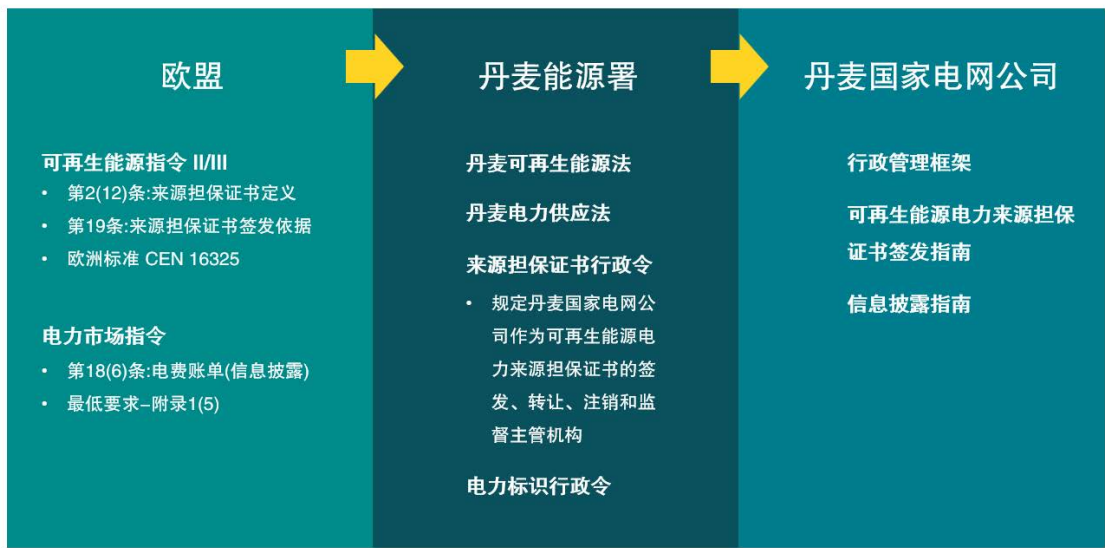 欧盟
可再生能源指令 II/III
• 第2(12)条:来源担保证书定义
• 第19条:来源担保证书签发依据
• 欧洲标准 CEN 16325
电力市场指令
• 第18(6)条:电费账单(信息披露)
• 最低要求–附录1(5)
丹麦能源署
丹麦可再生能源法
丹麦电力供应法
来源担保证书行政令
• 规定丹麦国家电网公
司作为可再生能源电
力来源担保证书的签
发、转让、注销和监
督主管机构
电力标识行政令
丹麦国家电网公司
行政管理框架
可再生能源电力来源担保
证书签发指南
信息披露指南